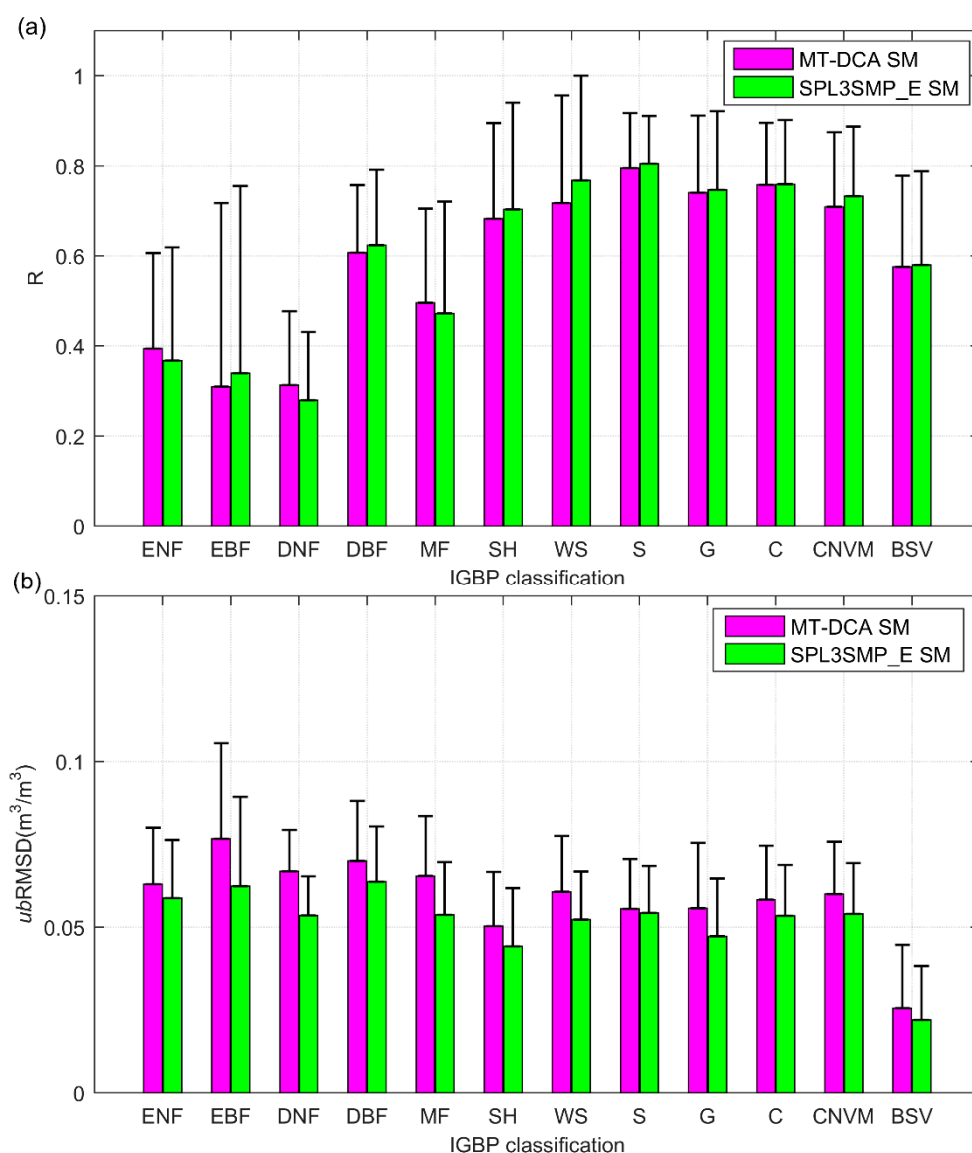 (a)
MT-DCA SM
SPL3SMP_E SM
1
0.8
0.6
0.4
0.2
0
R
ENF EBF DNF DBF MF SH WS S G C CNVM BSV
IGBP classification
(b)
MT-DCA SM
SPL3SMP_E SM
0.15
0.1
0.05
0
ubRMSD(m³/m³)
ENF EBF DNF DBF MF SH WS S G C CNVM BSV
IGBP classification